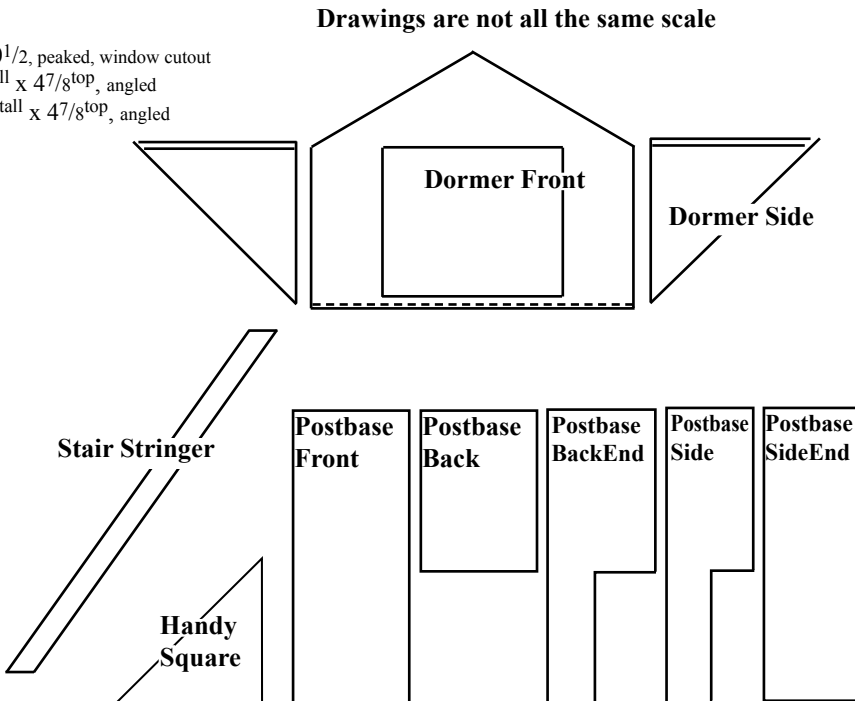 Drawings are not all the same scale
1/2, peaked, window cutout
x 47/8top, angled
tall x 47/8top, angled
Dormer Front
Dormer Side
Stair Stringer
Postbase
Front
Postbase
Back
Postbase
BackEnd
Postbase
Side
Postbase
SideEnd
Handy
Square